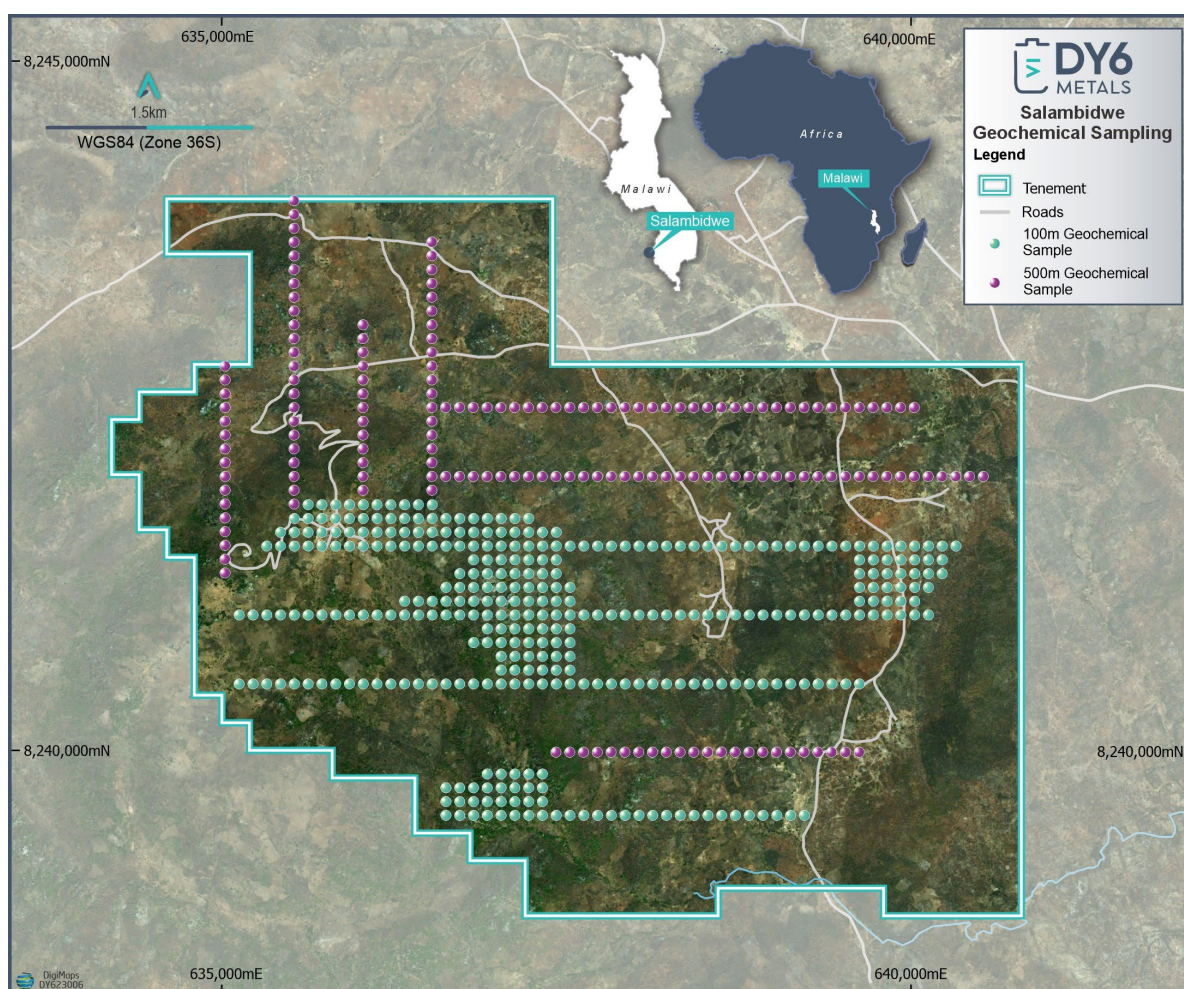 635,000mE
640,000mE
8,245,000mN
1.5km
WGS84 (Zone 36S)
DY6
METALS
Salambidwe
Geochemical Sampling
Legend
Tenement
Roads
100m Geochemical
Sample
500m Geochemical
Sample
Africa
Malawi
Malawi
Salambidwe
8,240,000mN
8,240,000mN
635,000mE
640,000mE
DigiMaps
DY623006